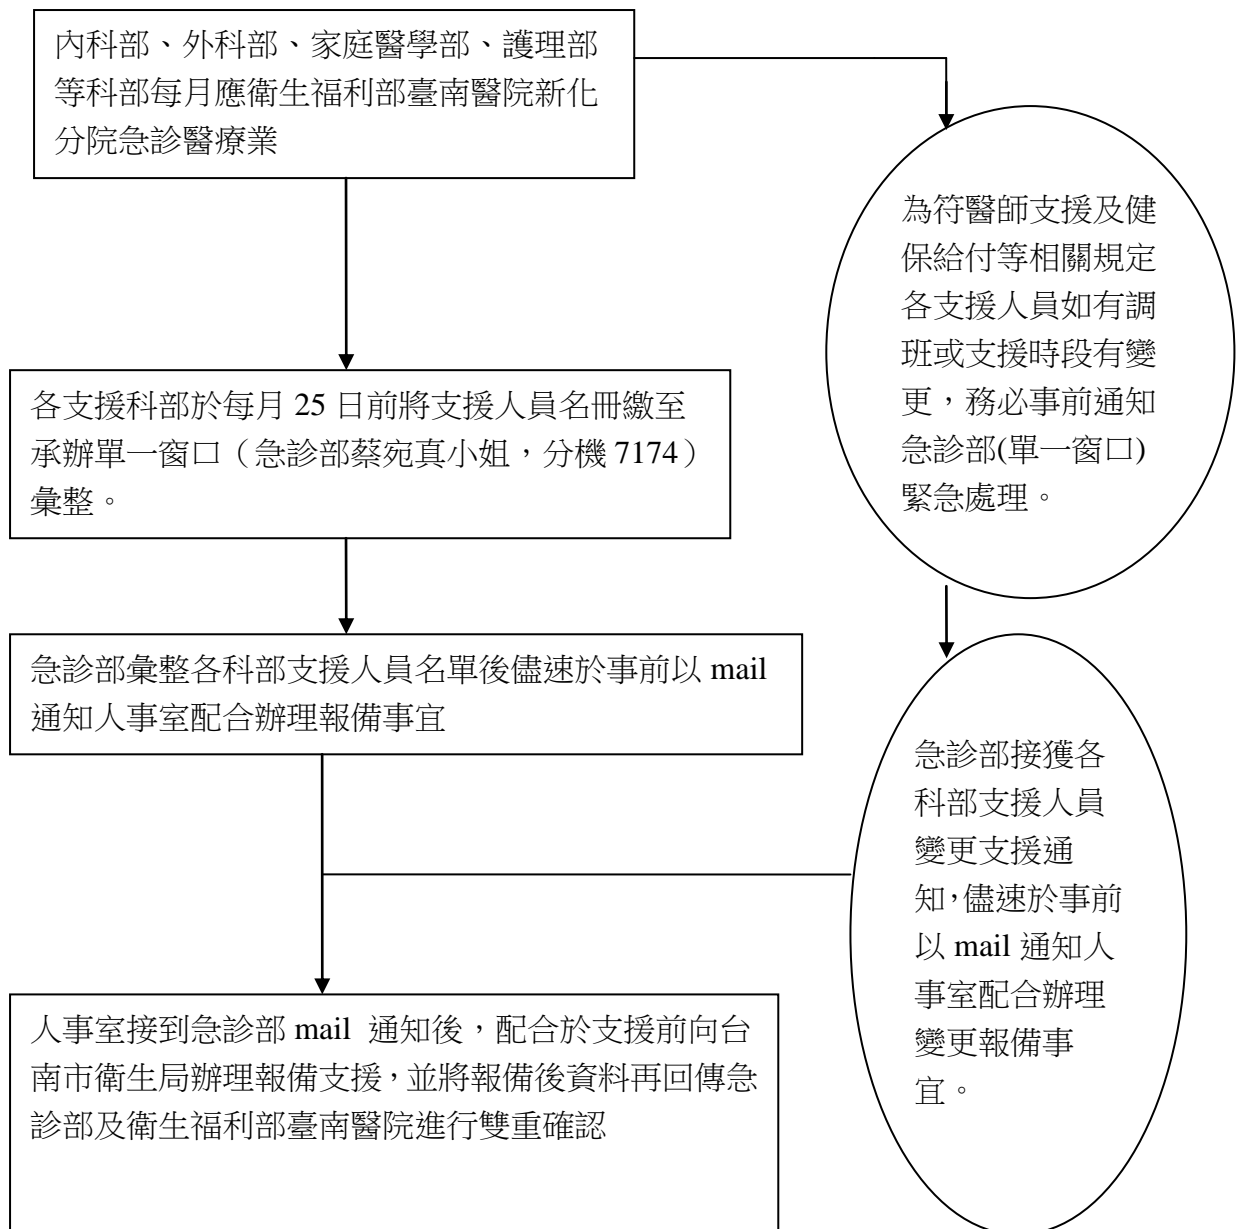 內科部、外科部、家庭醫學部、護理部
等科部每月應衛生福利部臺南醫院新化
分院急診醫療業
為符醫師支援及健
保給付等相關規定
各支援人員如有調
班或支援時段有變
更，務必事前通知
急診部(單一窗口)
緊急處理。
各支援科部於每月 25 日前將支援人員名冊繳至
承辦單一窗口（急診部蔡宛真小姐，分機 7174）
彙整。
急診部彙整各科部支援人員名單後儘速於事前以 mail
通知人事室配合辦理報備事宜
急診部接獲各
科部支援人員
變更支援通
知，儘速於事前
以 mail 通知人
事室配合辦理
變更報備事
宜。
人事室接到急診部 mail 通知後，配合於支援前向台
南市衛生局辦理報備支援，並將報備後資料再回傳急
診部及衛生福利部臺南醫院進行雙重確認